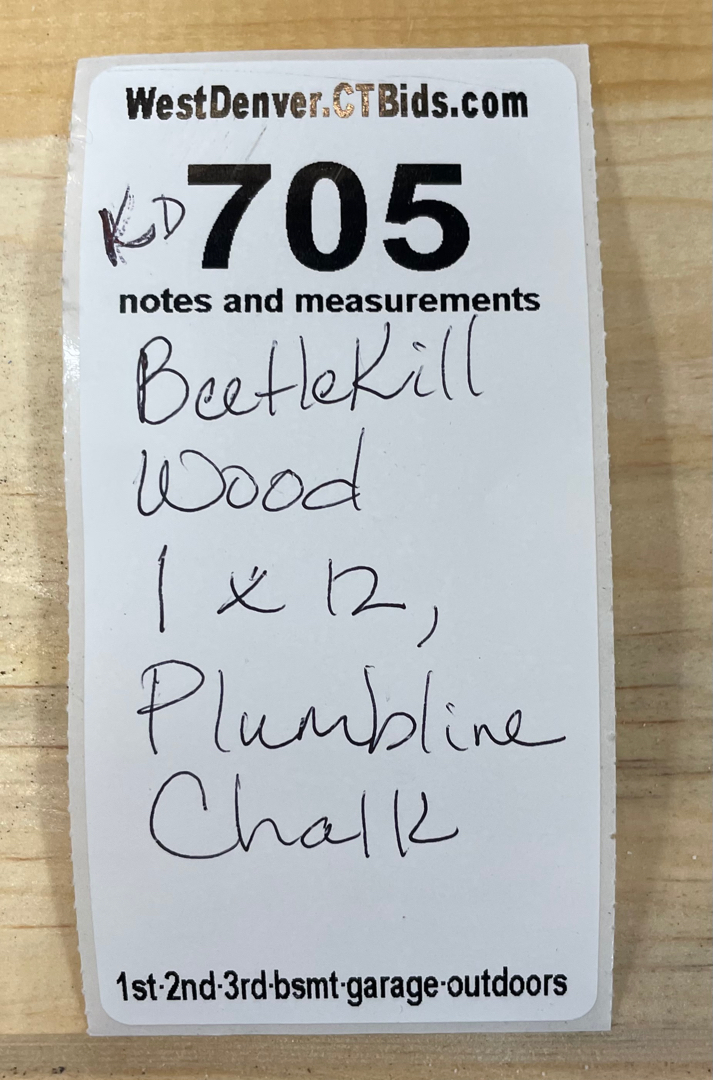 WestDenver.CTBids.com
KD 705
notes and measurements
BeetleKill
Wood
1 x 12,
Plumbline
Chalk
1st·2nd·3rd·bsmt·garage·outdoors